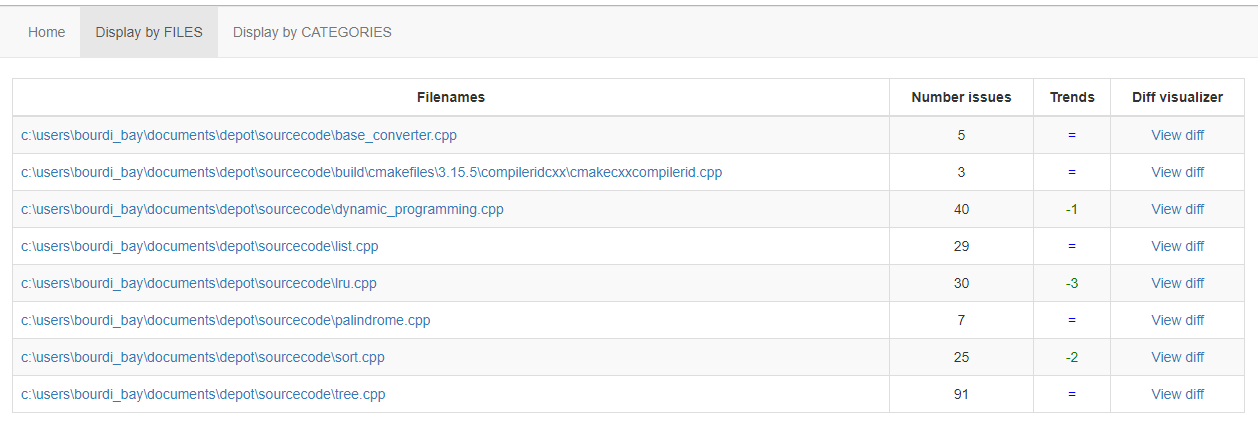 Home Display by FILES Display by CATEGORIES
Filenames Number issues Trends Diff visualizer
c:\users\bourdi_bay\documents\depot\sourcecode\base_converter.cpp 5 = View diff
c:\users\bourdi_bay\documents\depot\sourcecode\build\cmakefiles\3.15.5\compileridcxx\cmakecxxcompilerid.cpp 3 = View diff
c:\users\bourdi_bay\documents\depot\sourcecode\dynamic_programming.cpp 40 -1 View diff
c:\users\bourdi_bay\documents\depot\sourcecode\list.cpp 29 = View diff
c:\users\bourdi_bay\documents\depot\sourcecode\lru.cpp 30 -3 View diff
c:\users\bourdi_bay\documents\depot\sourcecode\palindrome.cpp 7 = View diff
c:\users\bourdi_bay\documents\depot\sourcecode\sort.cpp 25 -2 View diff
c:\users\bourdi_bay\documents\depot\sourcecode\tree.cpp 91 = View diff